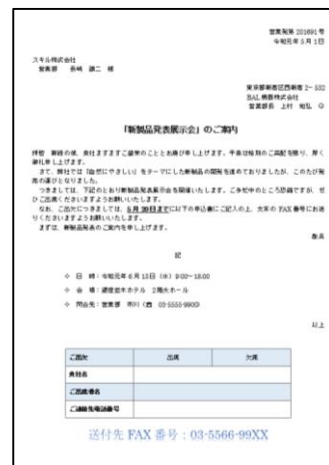 営業発第 201691 号
令和元年 5 月 1 日
スキル株式会社
営業部 長嶋 譲二 様
東京都新宿区西新宿 2-532
BAL 機器株式会社
営業部長 上村 旭弘
「新製品発表展示会」のご案内
拝啓 新緑の候、貴社ますますご盛栄のこととお慶び申し上げます。平素は格別のご高配を賜り、厚く
御礼申し上げます。
さて、弊社では「自然にやさしい」をテーマにした新製品の開発を進めておりましたが、このたび発
表の運びとなりました。
つきましては、下記のとおり新製品発表展示会を開催いたします。ご多忙中のところ恐縮ですが、ぜ
ひご出席くださいますようお願いいたします。
なお、ご出欠につきましては、5 月 30 日までに以下の申込書にご記入の上、文末の FAX 番号にお送
りくださいますようお願いいたします。
まずは、新製品発表のご案内を申し上げます。
敬具
記
◇ 日 時：令和元年 6 月 13 日（水）9:00～18:00
◇ 会 場：銀座並木ホテル 2階大ホール
◇ 問合先：営業部 市川（☎ 03-5555-9900）
以上
ご出欠 出席 欠席
貴社名
ご出席者名
ご連絡先電話番号
送付先 FAX 番号：03-5566-99XX